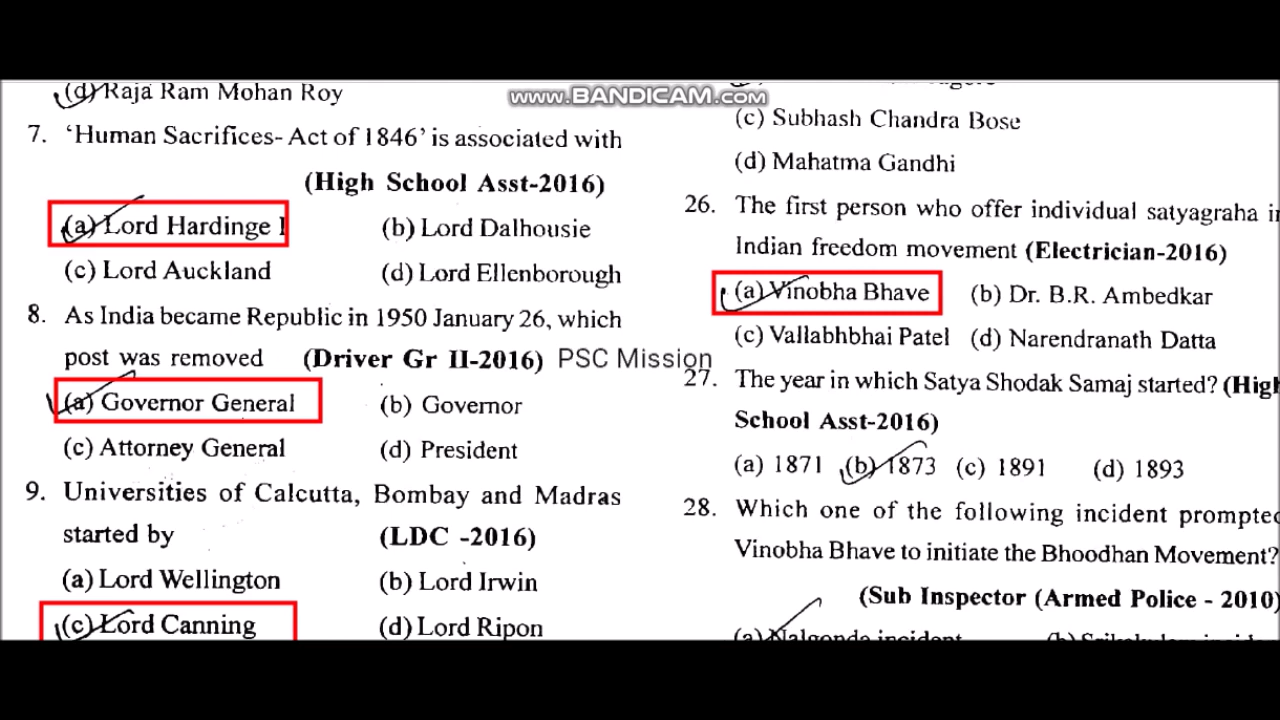 www.BANDICAM.com
(d) Raja Ram Mohan Roy
7. ‘Human Sacrifices- Act of 1846’ is associated with
(High School Asst-2016)
(a) Lord Hardinge I
(b) Lord Dalhousie
(c) Lord Auckland
(d) Lord Ellenborough
8. As India became Republic in 1950 January 26, which
post was removed (Driver Gr II-2016)
PSC Mission
(a) Governor General
(b) Governor
(c) Attorney General
(d) President
9. Universities of Calcutta, Bombay and Madras
started by (LDC -2016)
(a) Lord Wellington
(b) Lord Irwin
(c) Lord Canning
(d) Lord Ripon
(c) Subhash Chandra Bose
(d) Mahatma Gandhi
26. The first person who offer individual satyagraha in
Indian freedom movement (Electrician-2016)
(a) Vinobha Bhave
(b) Dr. B.R. Ambedkar
(c) Vallabhbhai Patel (d) Narendranath Datta
27. The year in which Satya Shodak Samaj started? (High
School Asst-2016)
(a) 1871 (b) 1873 (c) 1891 (d) 1893
28. Which one of the following incident prompted
Vinobha Bhave to initiate the Bhoodhan Movement?
(Sub Inspector (Armed Police - 2010)
(a) Nalgonda incident